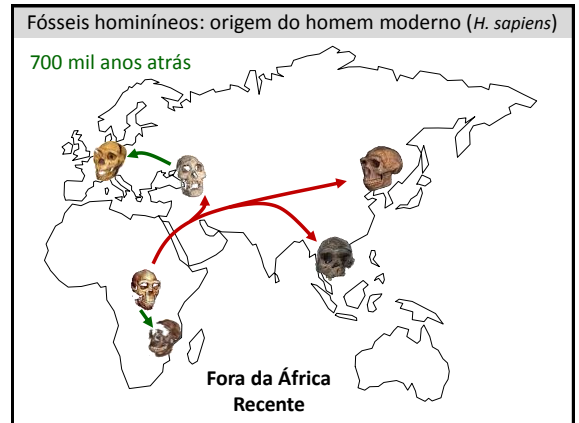 Fósseis hominíneos: origem do homem moderno (H. sapiens)
700 mil anos atrás
Fora da África
Recente